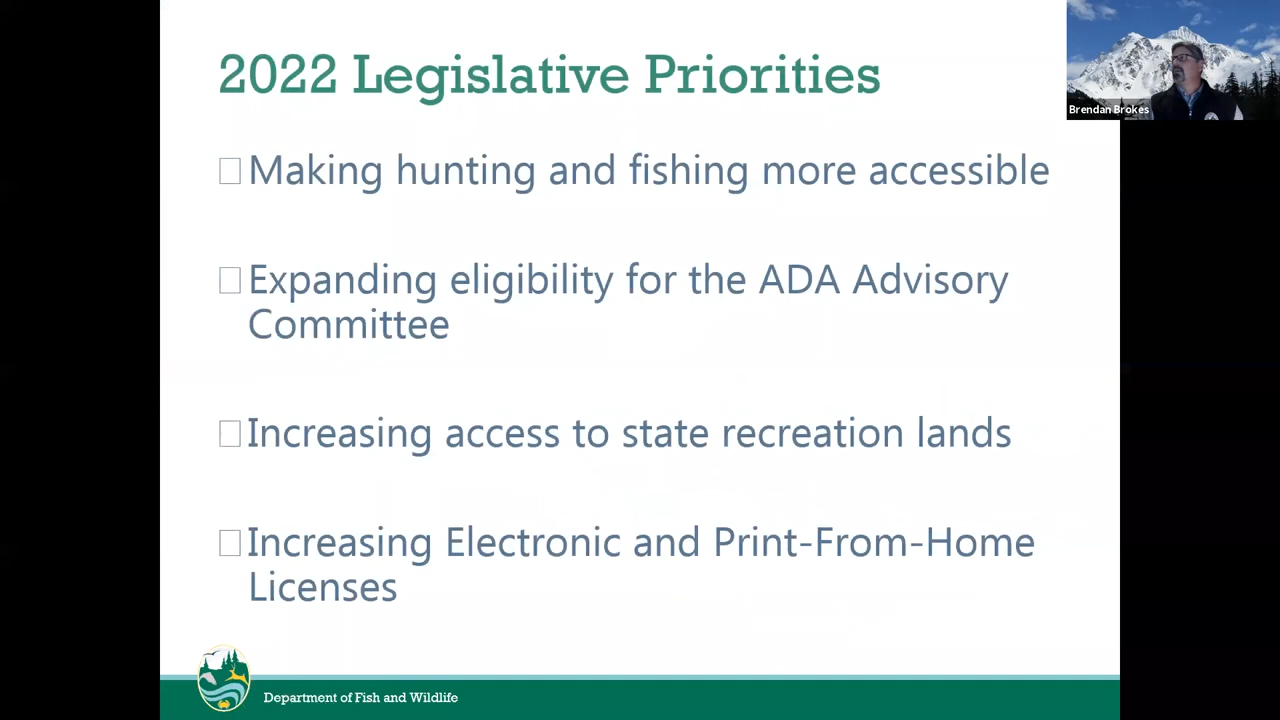 2022 Legislative Priorities
Brendan Brokes
Making hunting and fishing more accessible
Expanding eligibility for the ADA Advisory
Committee
Increasing access to state recreation lands
Increasing Electronic and Print-From-Home
Licenses
Department of Fish and Wildlife